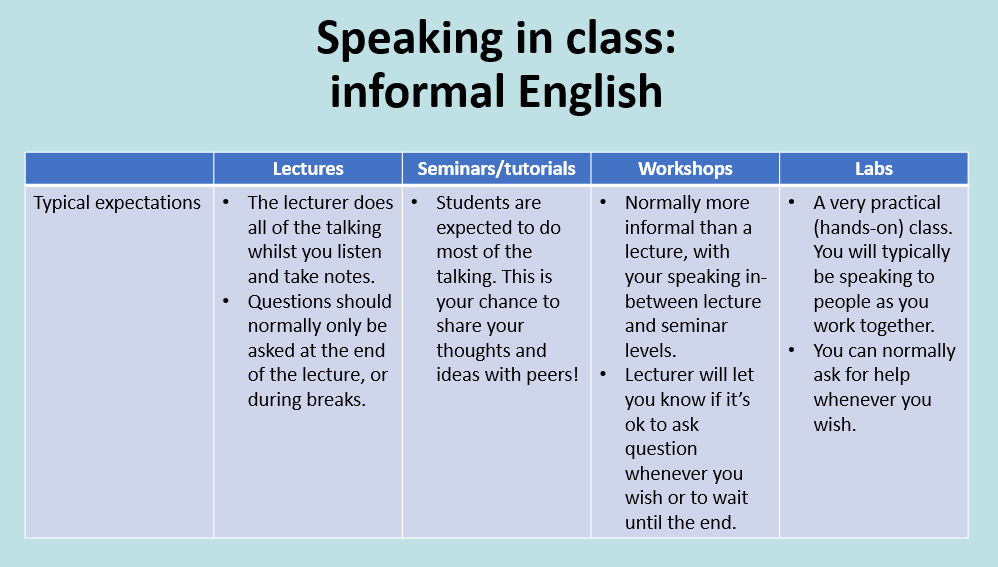 Speaking in class:
informal English
Lectures
Seminars/tutorials
Workshops
Labs
Typical expectations
• The lecturer does
all of the talking
whilst you listen
and take notes.
• Questions should
normally only be
asked at the end
of the lecture, or
during breaks.
• Students are
expected to do
most of the
talking. This is
your chance to
share your
thoughts and
ideas with peers!
• Normally more
informal than a
lecture, with
your speaking in-
between lecture
and seminar
levels.
• Lecturer will let
you know if it’s
ok to ask
question
whenever you
wish or to wait
until the end.
• A very practical
(hands-on) class.
You will typically
be speaking to
people as you
work together.
• You can normally
ask for help
whenever you
wish.